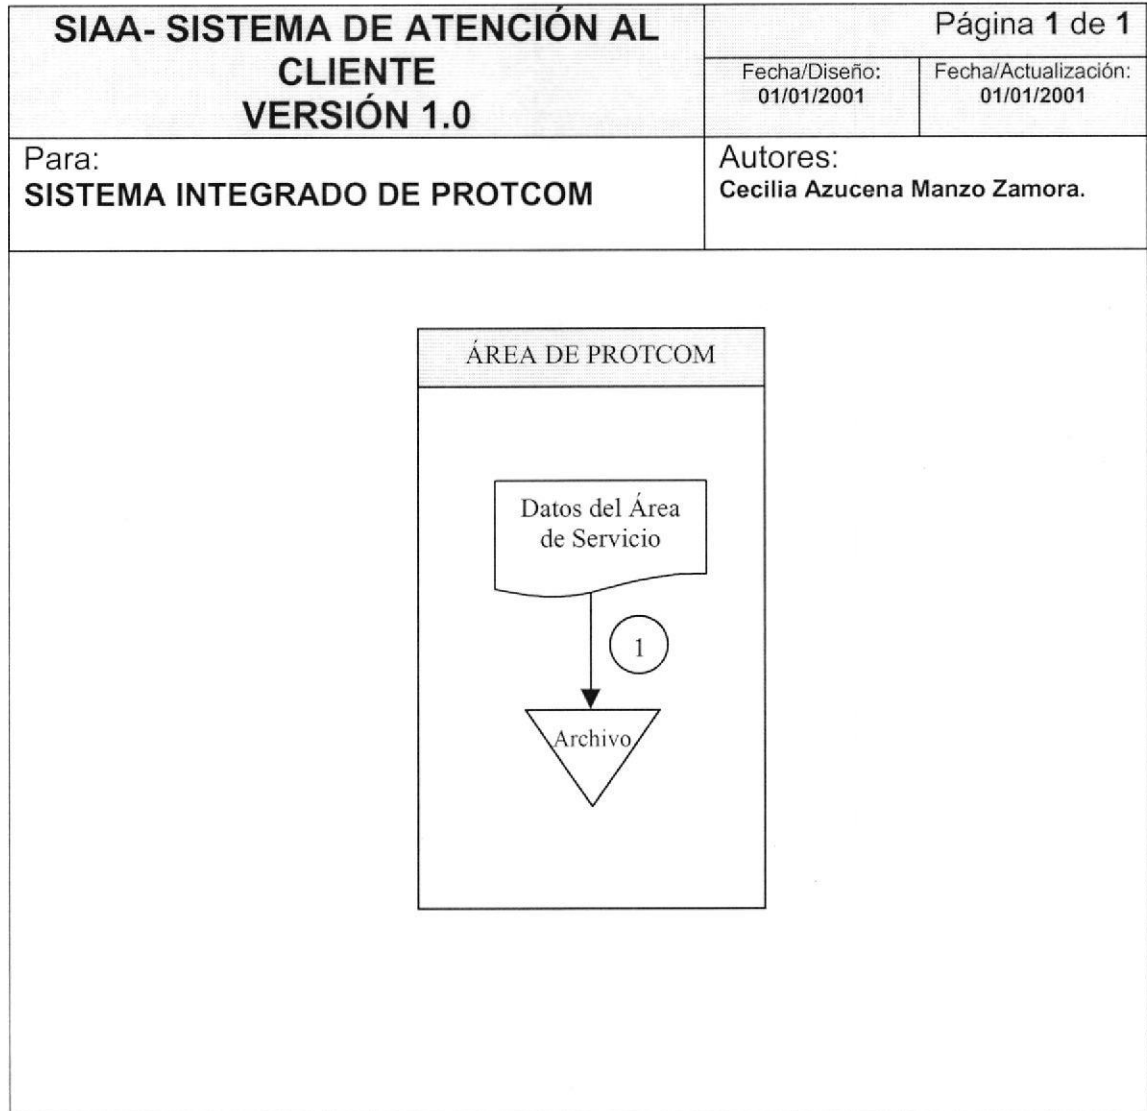 SIAA- SISTEMA DE ATENCIÓN AL
CLIENTE
VERSIÓN 1.0
Página 1 de 1
Fecha/Diseño:
01/01/2001
Fecha/Actualización:
01/01/2001
Para:
SISTEMA INTEGRADO DE PROTCOM
Autores:
Cecilia Azucena Manzo Zamora.
ÁREA DE PROTCOM
Datos del Área
de Servicio
1
Archivo